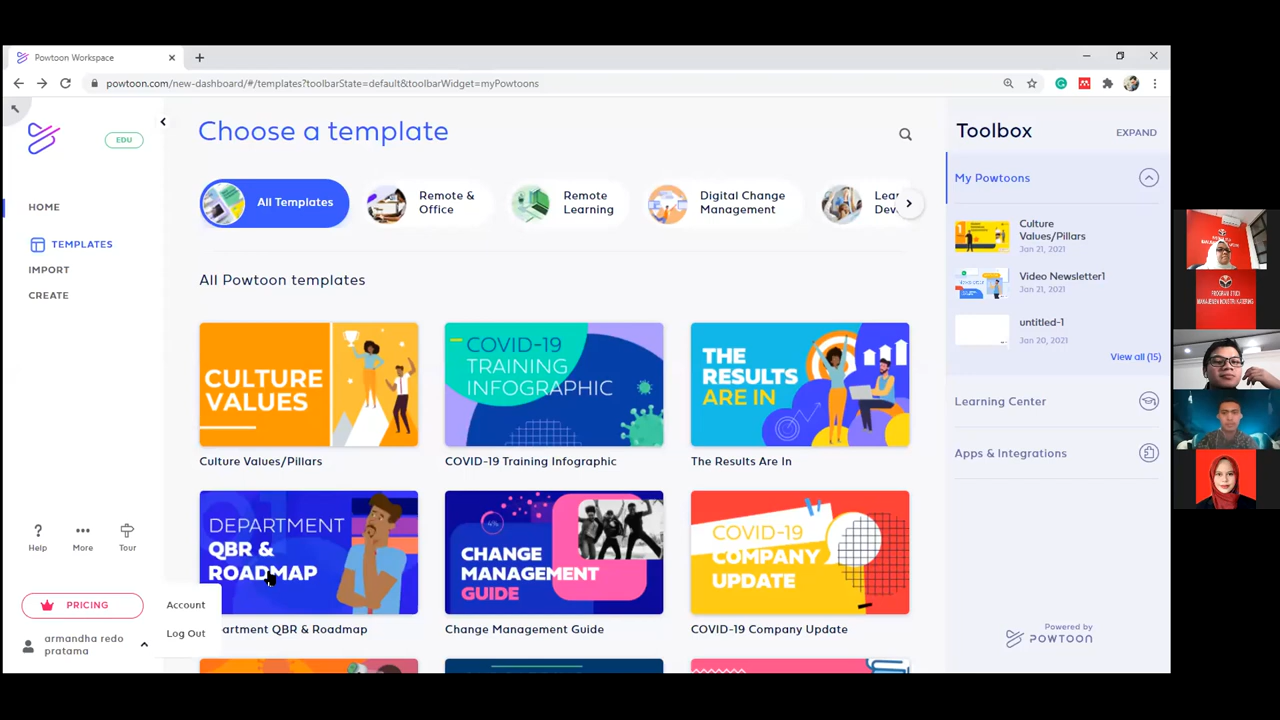 Powtoon Workspace
powtoon.com/new-dashboard/#/templates?toolbarState=default&toolbarWidget=myPowtoons
EDU
HOME
TEMPLATES
IMPORT
CREATE
Help
More
Tour
PRICING
armandha redo
pratama
Account
Log Out
Choose a template
All Templates
Remote &
Office
Remote
Learning
Digital Change
Management
All Powtoon templates
CULTURE
VALUES
Culture Values/Pillars
COVID-19
TRAINING
INFOGRAPHIC
COVID-19 Training Infographic
THE
RESULTS
ARE IN
The Results Are In
DEPARTMENT
QBR &
ROADMAP
artment QBR & Roadmap
CHANGE
MANAGEMENT
GUIDE
Change Management Guide
COVID-19
COMPANY
UPDATE
COVID-19 Company Update
Toolbox
EXPAND
My Powtoons
Culture
Values/Pillars
Jan 21, 2021
Video Newsletter1
Jan 21, 2021
untitled-1
Jan 20, 2021
View all (15)
Learning Center
Apps & Integrations
Powered by
POWTOON
PROGRAM STUDI
MANAJEMEN INDUSTRI KATERING